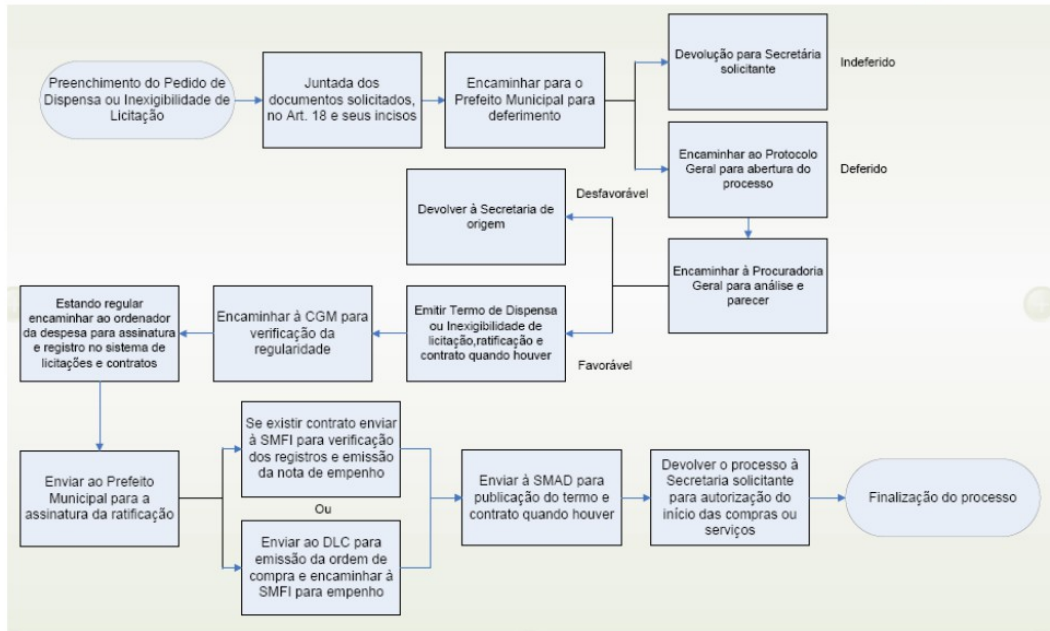 Preenchimento do Pedido de
Dispensa ou Inexigibilidade de
Licitação
Juntada dos
documentos solicitados,
no Art. 18 e seus incisos
Encaminhar para o
Prefeito Municipal para
deferimento
Devolução para Secretária
solicitante
Indeferido
Encaminhar ao Protocolo
Geral para abertura do
processo
Deferido
Desfavorável
Devolver à Secretaria de
origem
Encaminhar à Procuradoria
Geral para análise e
parecer
Estando regular
encaminhar ao ordenador
da despesa para assinatura
e registro no sistema de
licitações e contratos
Encaminhar à CGM para
verificação da
regularidade
Emitir Termo de Dispensa
ou Inexigibilidade de
licitação,ratificação e
contrato quando houver
Favorável
Enviar ao Prefeito
Municipal para a
assinatura da ratificação
Se existir contrato enviar
à SMFI para verificação
dos registros e emissão
da nota de empenho
Ou
Enviar ao DLC para
emissão da ordem de
compra e encaminhar à
SMFI para empenho
Enviar à SMAD para
publicação do termo e
contrato quando houver
Devolver o processo à
Secretaria solicitante
para autorização do
início das compras ou
serviços
Finalização do processo